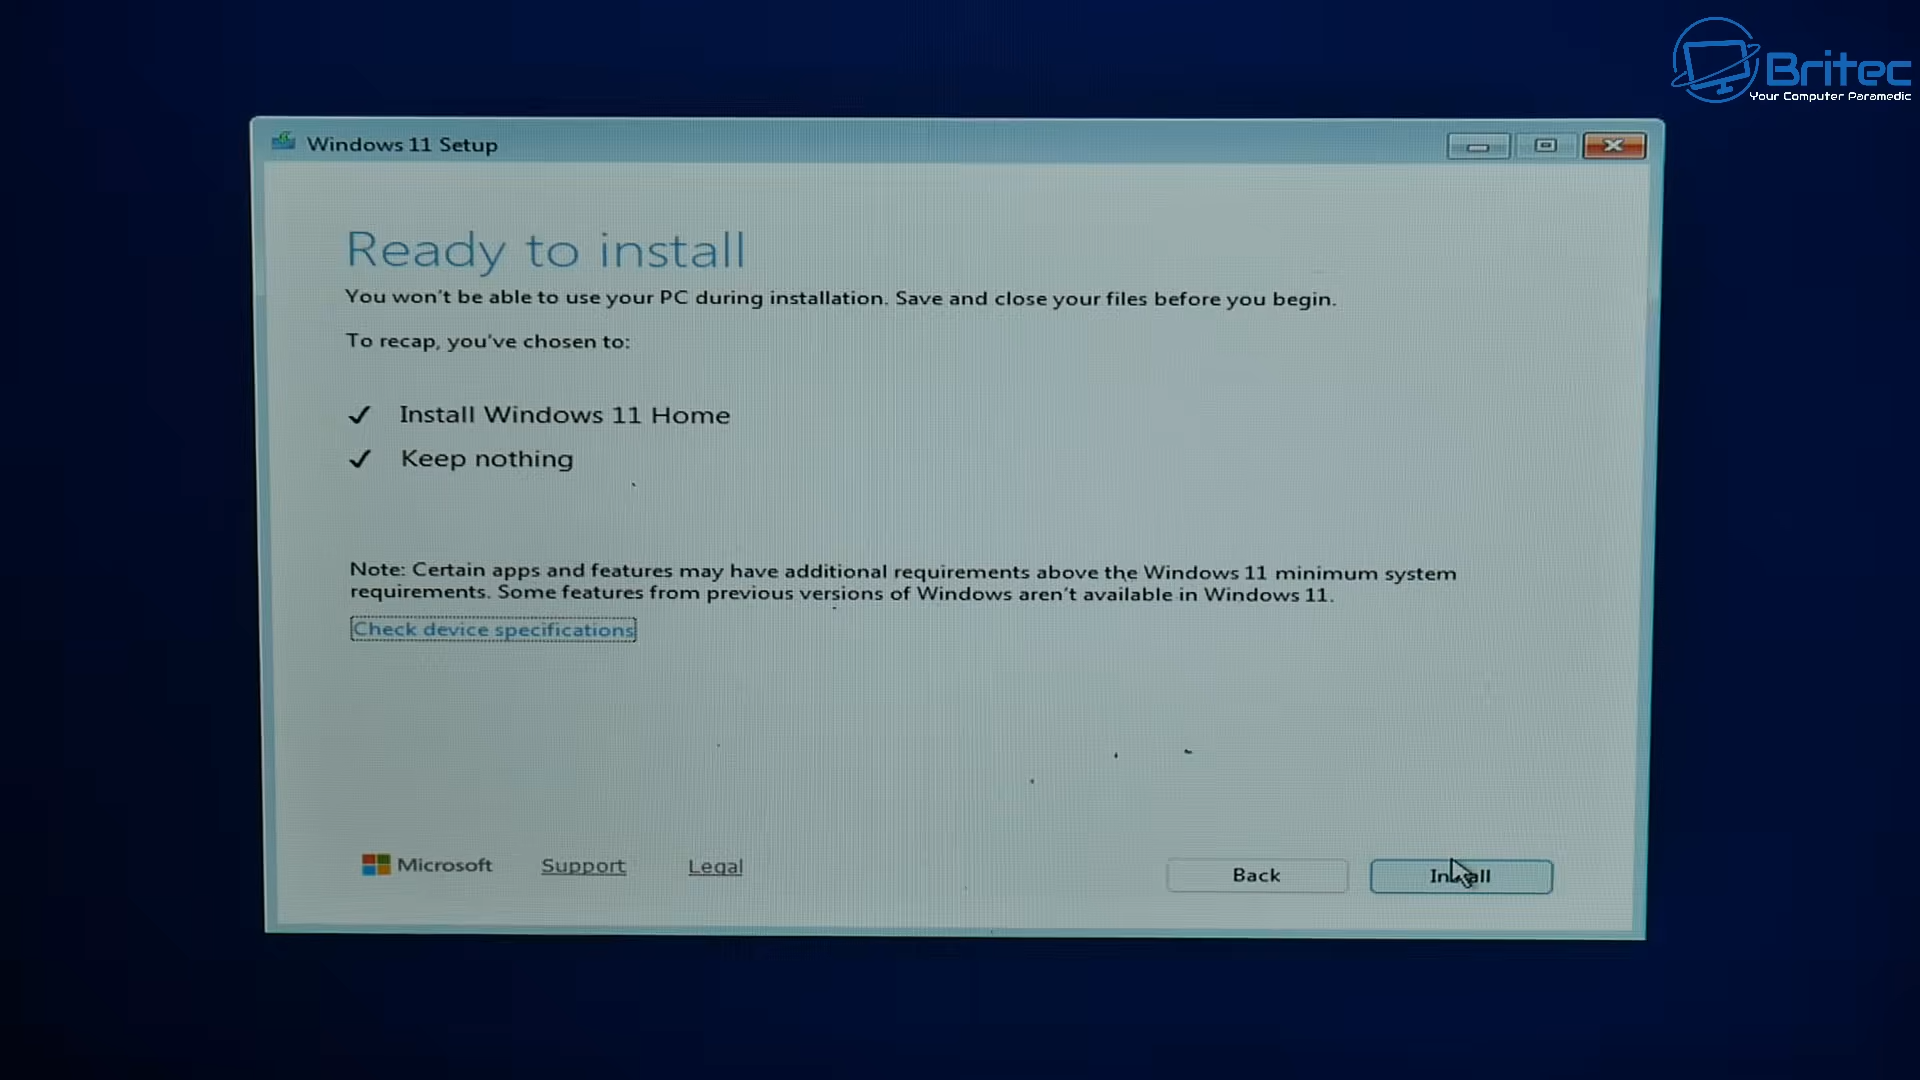 Britec
Your Computer Paramedic
Windows 11 Setup
Ready to install
You won't be able to use your PC during installation. Save and close your files before you begin.
To recap, you've chosen to:
✓ Install Windows 11 Home
✓ Keep nothing
Note: Certain apps and features may have additional requirements above the Windows 11 minimum system
requirements. Some features from previous versions of Windows aren't available in Windows 11.
Check device specifications
Microsoft Support Legal Back Install